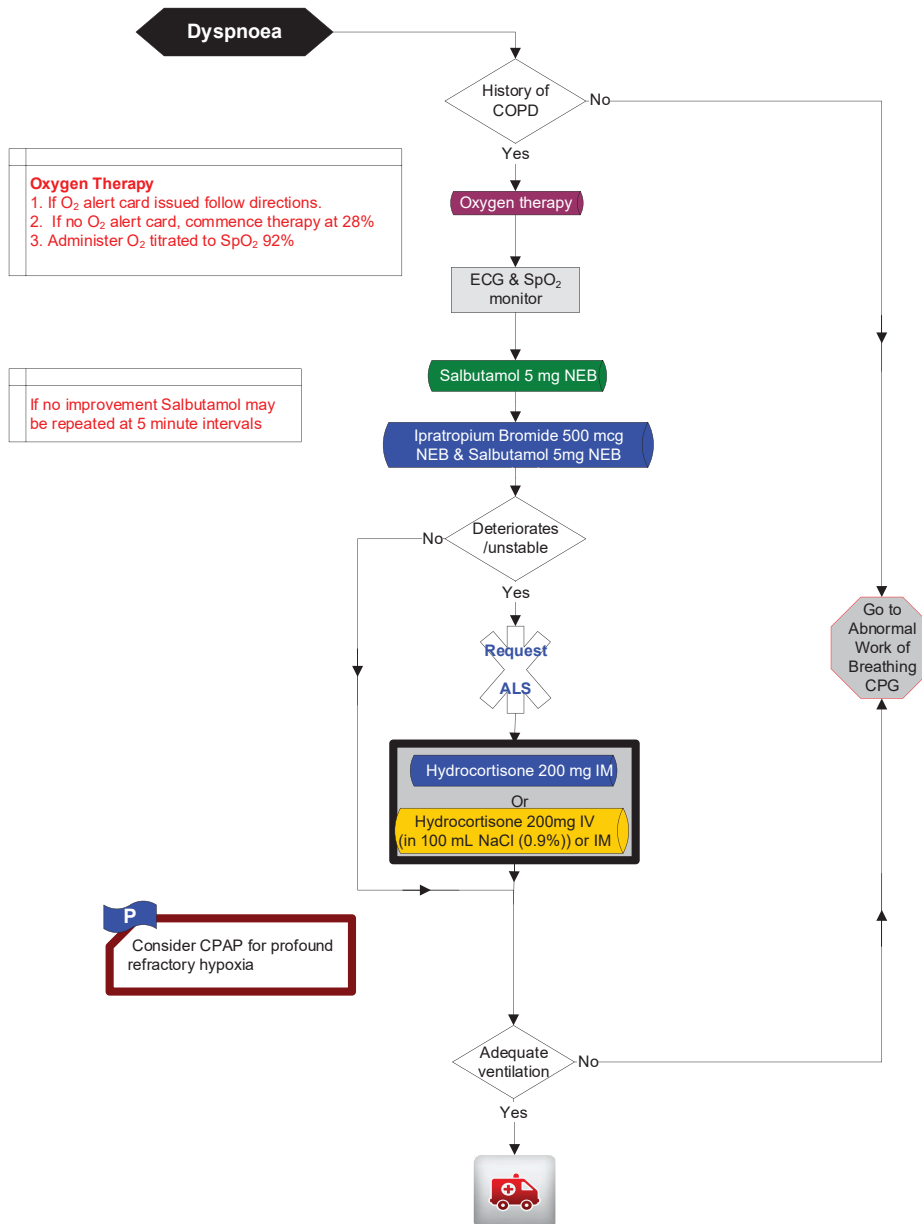 Dyspnoea
History of
COPD
No
Yes
Oxygen Therapy
1. If O₂ alert card issued follow directions.
2. If no O₂ alert card, commence therapy at 28%
3. Administer O₂ titrated to SpO₂ 92%
Oxygen therapy
ECG & SpO₂
monitor
Salbutamol 5 mg NEB
If no improvement Salbutamol may
be repeated at 5 minute intervals
Ipratropium Bromide 500 mcg
NEB & Salbutamol 5mg NEB
Deteriorates
/unstable
No
Yes
Request
ALS
Go to
Abnormal
Work of
Breathing
CPG
Hydrocortisone 200 mg IM
Or
Hydrocortisone 200mg IV
(in 100 mL NaCl (0.9%)) or IM
P
Consider CPAP for profound
refractory hypoxia
Adequate
ventilation
No
Yes